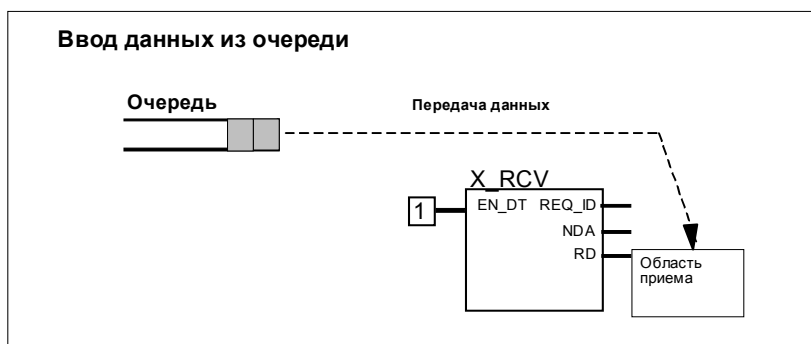 Ввод данных из очереди
Очередь
Передача данных
X_RCV
1
EN_DT REQ_ID
NDA
RD
Область
приема